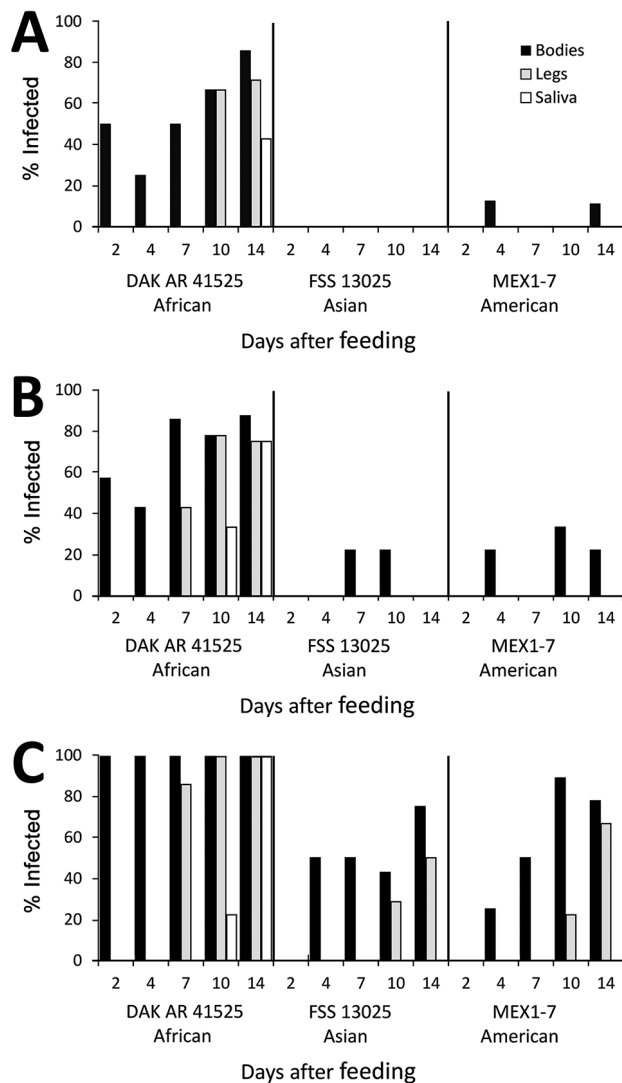 A
100
80
60
40
20
0
% Infected
Bodies
Legs
Saliva
2 4 7 10 14 2 4 7 10 14 2 4 7 10 14
DAK AR 41525 FSS 13025 MEX1-7
African Asian American
Days after feeding
B
100
80
60
40
20
0
% Infected
2 4 7 10 14 2 4 7 10 14 2 4 7 10 14
DAK AR 41525 FSS 13025 MEX1-7
African Asian American
Days after feeding
C
100
80
60
40
20
0
% Infected
2 4 7 10 14 2 4 7 10 14 2 4 7 10 14
DAK AR 41525 FSS 13025 MEX1-7
African Asian American
Days after feeding